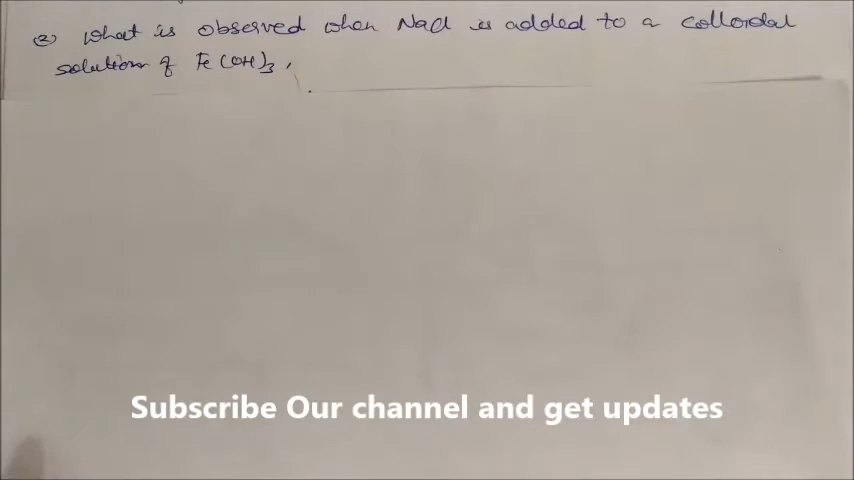 ② What is observed when Nacl is added to a colloidal
solution of Fe(OH)3,
Subscribe Our channel and get updates